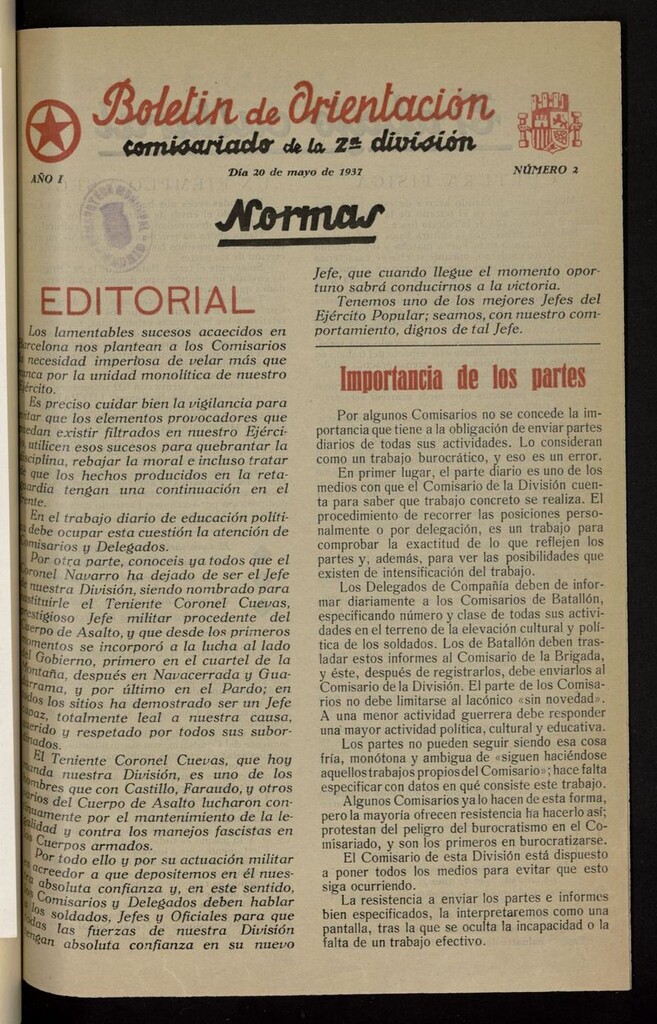 Boletin de Orientación
comisariado de la 2ª división
AÑO I
Día 20 de mayo de 1937
NÚMERO 2
Normas
EDITORIAL
Los lamentables sucesos acaecidos en
arcelona nos plantean a los Comisarios
necesidad imperiosa de velar más que
nca por la unidad monolítica de nuestro
jército.
Es preciso cuidar bien la vigilancia para
itar que los elementos provocadores que
edan existir filtrados en nuestro Ejérci-
utilicen esos sucesos para quebrantar la
sciplina, rebajar la moral e incluso tratar
que los hechos producidos en la reta-
ardia tengan una continuación en el
ente.
En el trabajo diario de educación políti-
debe ocupar esta cuestión la atención de
misarios y Delegados.
Por otra parte, conoceis ya todos que el
ronel Navarro ha dejado de ser el Jefe
nuestra División, siendo nombrado para
stituirle el Teniente Coronel Cuevas,
estigioso Jefe militar procedente del
erpo de Asalto, y que desde los primeros
omentos se incorporó a la lucha al lado
l Gobierno, primero en el cuartel de la
ontaña, después en Navacerrada y Gua-
rrama, y por último en el Pardo; en
dos los sitios ha demostrado ser un Jefe
paz, totalmente leal a nuestra causa,
erido y respetado por todos sus subor-
nados.
El Teniente Coronel Cuevas, que hoy
anda nuestra División, es uno de los
mbres que con Castillo, Faraudo, y otros
rios del Cuerpo de Asalto lucharon con-
nuamente por el mantenimiento de la le-
lidad y contra los manejos fascistas en
s Cuerpos armados.
Por todo ello y por su actuación militar
acreedor a que depositemos en él nues-
absoluta confianza y, en este sentido,
Comisarios y Delegados deben hablar
los soldados, Jefes y Oficiales para que
das las fuerzas de nuestra División
engan absoluta confianza en su nuevo
Jefe, que cuando llegue el momento opor-
tuno sabrá conducirnos a la victoria.
Tenemos uno de los mejores Jefes del
Ejército Popular; seamos, con nuestro com-
portamiento, dignos de tal Jefe.
Importancia de los partes
Por algunos Comisarios no se concede la im-
portancia que tiene a la obligación de enviar partes
diarios de todas sus actividades. Lo consideran
como un trabajo burocrático, y eso es un error.
En primer lugar, el parte diario es uno de los
medios con que el Comisario de la División cuen-
ta para saber que trabajo concreto se realiza. El
procedimiento de recorrer las posiciones perso-
nalmente o por delegación, es un trabajo para
comprobar la exactitud de lo que reflejen los
partes y, además, para ver las posibilidades que
existen de intensificación del trabajo.
Los Delegados de Compañía deben de infor-
mar diariamente a los Comisarios de Batallón,
especificando número y clase de todas sus activi-
dades en el terreno de la elevación cultural y polí-
tica de los soldados. Los de Batallón deben tras-
ladar estos informes al Comisario de la Brigada,
y éste, después de registrarlos, debe enviarlos al
Comisario de la División. El parte de los Comisa-
rios no debe limitarse al lacónico «sin novedad».
A una menor actividad guerrera debe responder
una mayor actividad política, cultural y educativa.
Los partes no pueden seguir siendo esa cosa
fría, monótona y ambigua de «siguen haciéndose
aquellos trabajos propios del Comisario»; hace falta
especificar con datos en qué consiste este trabajo.
Algunos Comisarios ya lo hacen de esta forma,
pero la mayoría ofrecen resistencia ha hacerlo así;
protestan del peligro del burocratismo en el Co-
misariado, y son los primeros en burocratizarse.
El Comisario de esta División está dispuesto
a poner todos los medios para evitar que esto
siga ocurriendo.
La resistencia a enviar los partes e informes
bien especificados, la interpretaremos como una
pantalla, tras la que se oculta la incapacidad o la
falta de un trabajo efectivo.